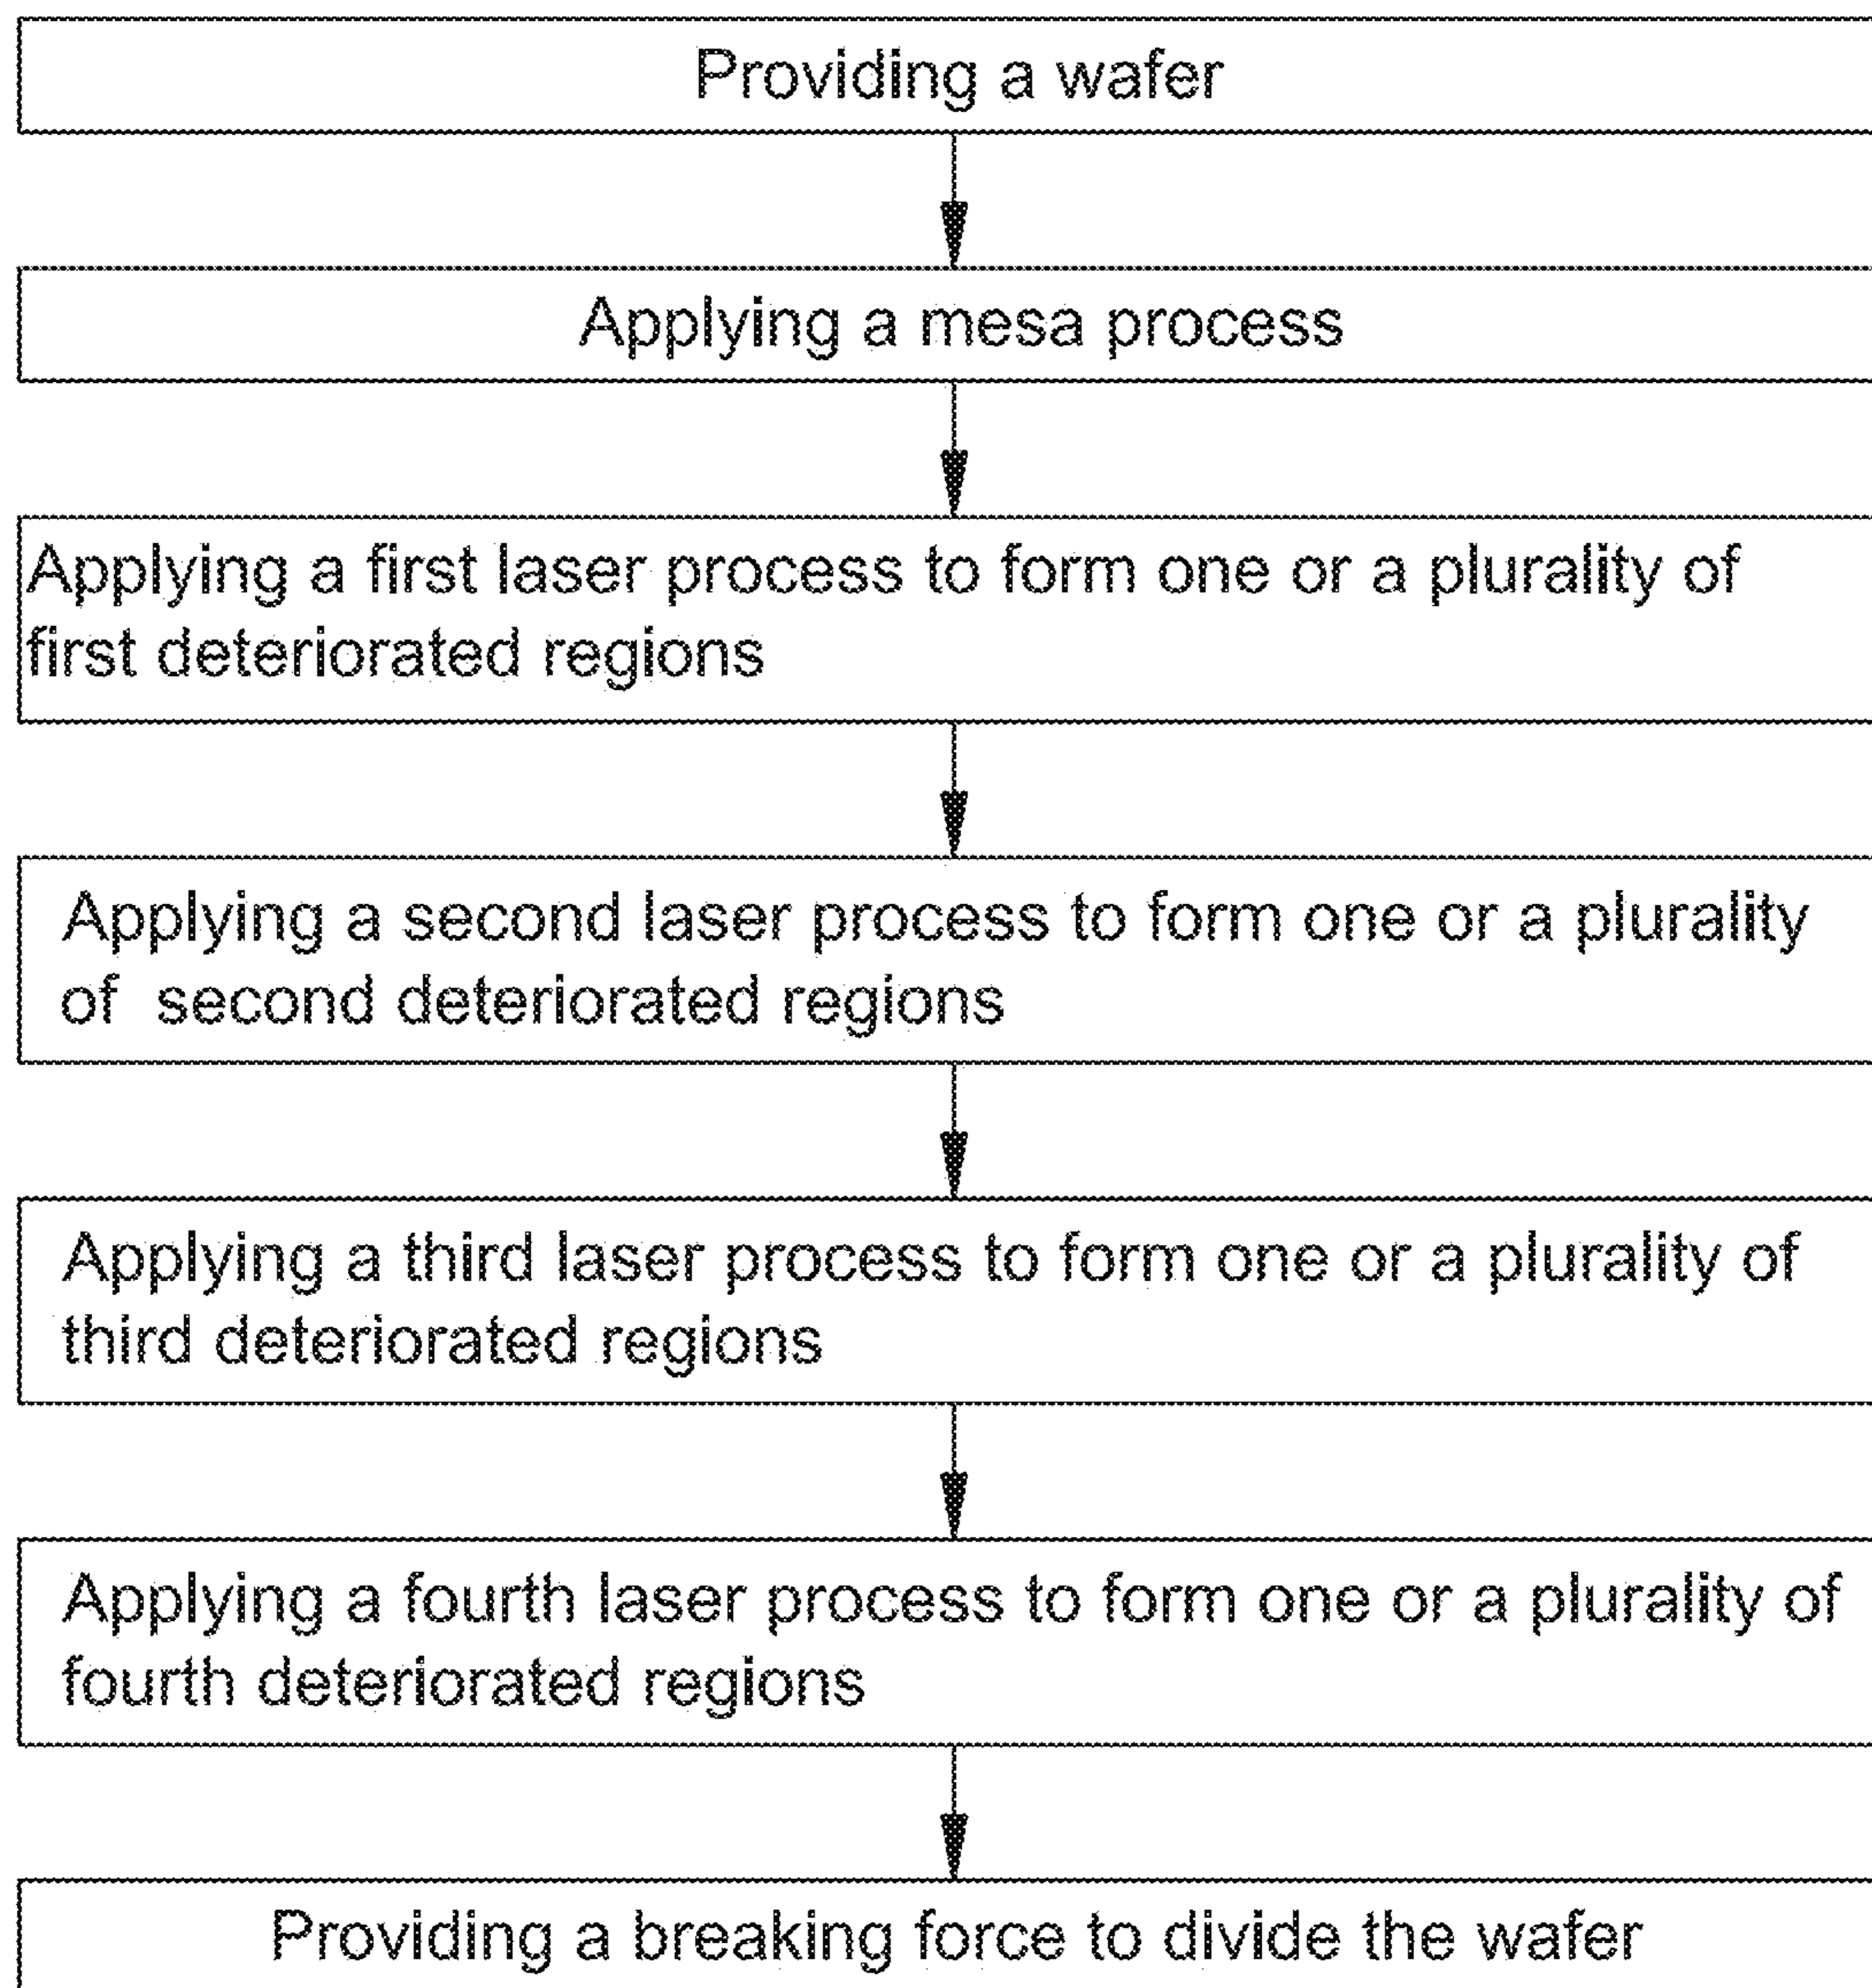 Providing a wafer
Applying a mesa process
Applying a first laser process to form one or a plurality of
first deteriorated regions
Applying a second laser process to form one or a plurality
of second deteriorated regions
Applying a third laser process to form one or a plurality of
third deteriorated regions
Applying a fourth laser process to form one or a plurality of
fourth deteriorated regions
Providing a breaking force to divide the wafer